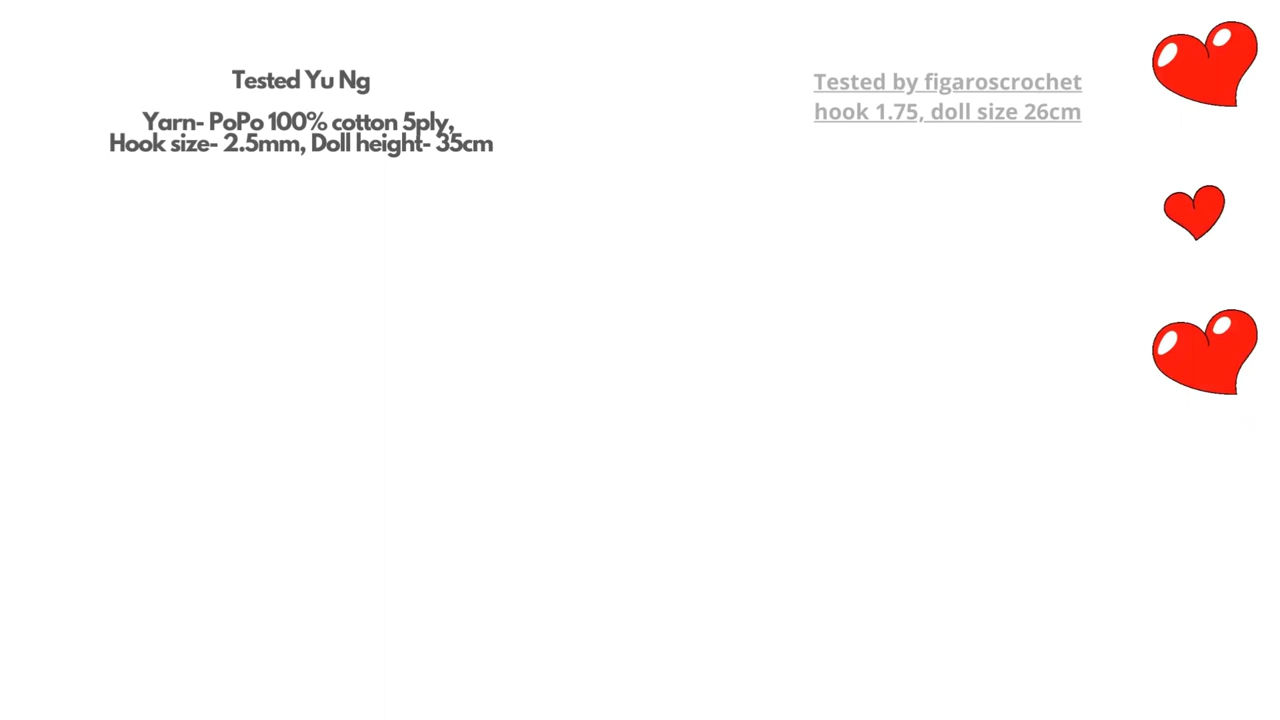 Tested Yu Ng
Yarn- PoPo 100% cotton 5ply,
Hook size- 2.5mm, Doll height- 35cm
Tested by figaroscrochet
hook 1.75, doll size 26cm